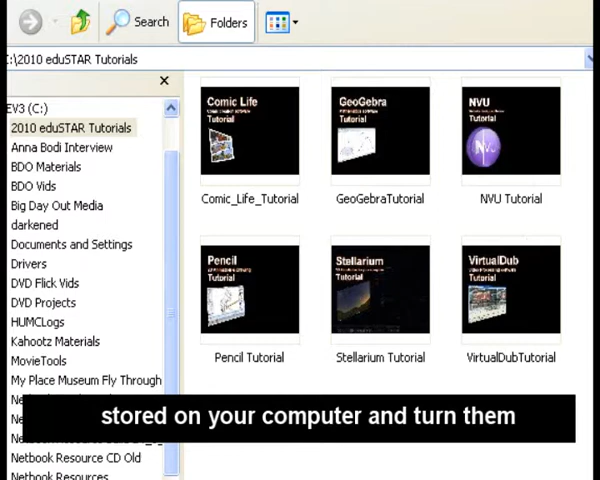 Search Folders
:\2010 eduSTAR Tutorials
EV3 (C:)
2010 eduSTAR Tutorials
Anna Bodi Interview
BDO Materials
BDO Vids
Big Day Out Media
darkened
Documents and Settings
Drivers
DVD Flick Vids
DVD Projects
HUMCLogs
Kahootz Materials
MovieTools
My Place Museum Fly Through
Netbook Resource CD Old
Netbook Resources
Comic Life
Tutorial
Comic_Life_Tutorial
GeoGebra
Tutorial
GeoGebraTutorial
NVU
Tutorial
NVU
NVU Tutorial
Pencil
Tutorial
Pencil Tutorial
Stellarium
Tutorial
Stellarium Tutorial
VirtualDub
Tutorial
VirtualDubTutorial
stored on your computer and turn them